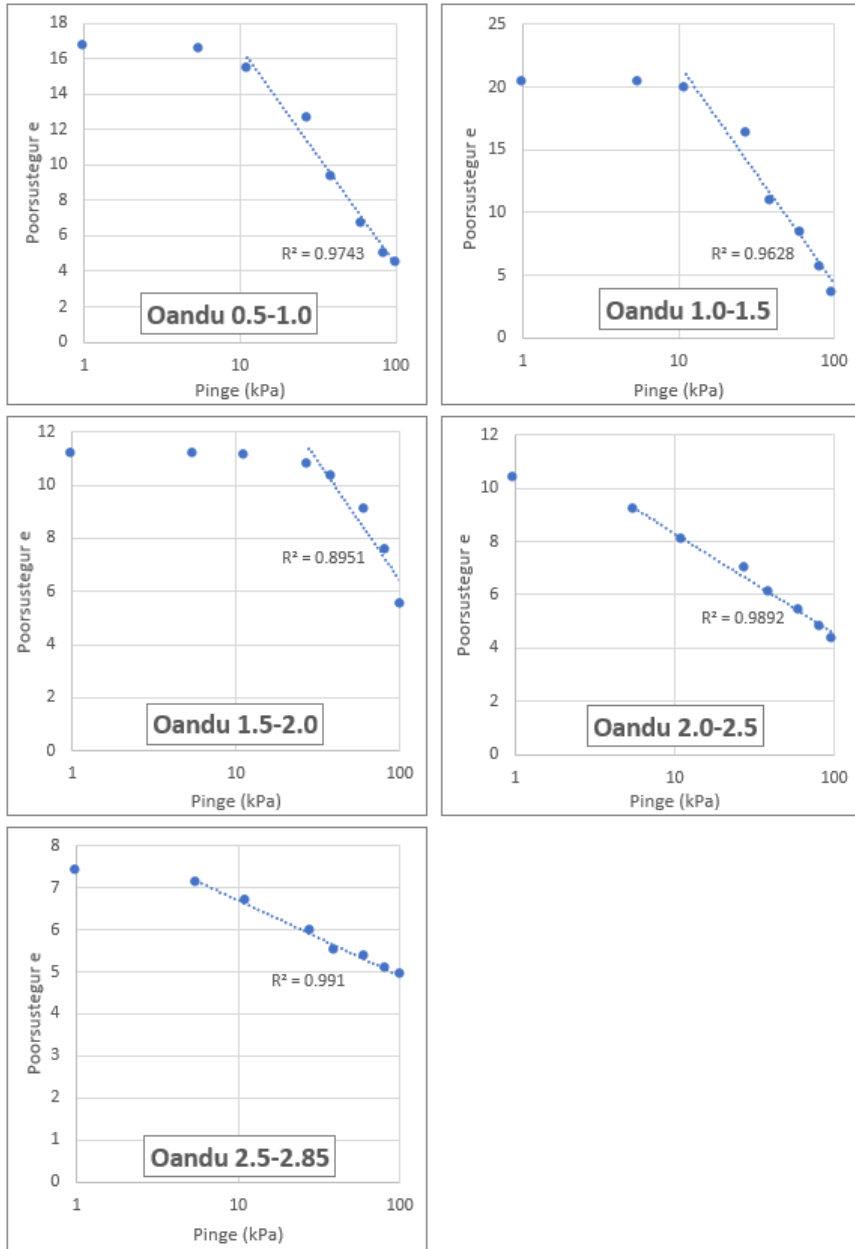 18
16
14
12
10
8
6
4
2
0
Poorsustegur e
R² = 0.9743
Oandu 0.5-1.0
1
10
100
Pinge (kPa)
25
20
15
10
5
0
Poorsustegur e
R² = 0.9628
Oandu 1.0-1.5
1
10
100
Pinge (kPa)
12
10
8
6
4
2
0
Poorsustegur e
R² = 0.8951
Oandu 1.5-2.0
1
10
100
Pinge (kPa)
12
10
8
6
4
2
0
Poorsustegur e
R² = 0.9892
Oandu 2.0-2.5
1
10
100
Pinge (kPa)
8
7
6
5
4
3
2
1
0
Poorsustegur e
R² = 0.991
Oandu 2.5-2.85
1
10
100
Pinge (kPa)